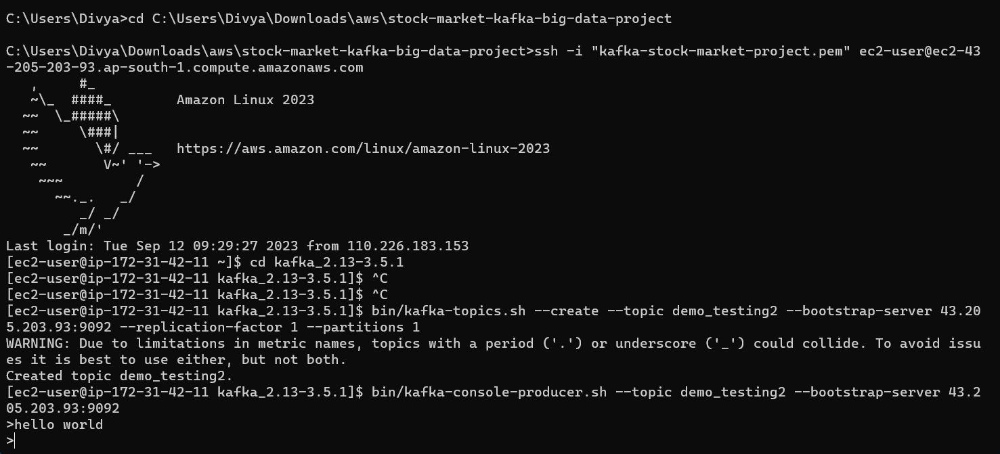 C:\Users\Divya>cd C:\Users\Divya\Downloads\aws\stock-market-kafka-big-data-project
C:\Users\Divya\Downloads\aws\stock-market-kafka-big-data-project>ssh -i "kafka-stock-market-project.pem" ec2-user@ec2-43
-205-203-93.ap-south-1.compute.amazonaws.com
   ,     #_
   ~\_  ####_        Amazon Linux 2023
  ~~  \_#####\
  ~~     \###|
  ~~       \#/ ___   https://aws.amazon.com/linux/amazon-linux-2023
   ~~       V~' '->
    ~~~         /
      ~~._.   _/
         _/ _/
       _/m/'
Last login: Tue Sep 12 09:29:27 2023 from 110.226.183.153
[ec2-user@ip-172-31-42-11 ~]$ cd kafka_2.13-3.5.1
[ec2-user@ip-172-31-42-11 kafka_2.13-3.5.1]$ ^C
[ec2-user@ip-172-31-42-11 kafka_2.13-3.5.1]$ ^C
[ec2-user@ip-172-31-42-11 kafka_2.13-3.5.1]$ bin/kafka-topics.sh --create --topic demo_testing2 --bootstrap-server 43.20
5.203.93:9092 --replication-factor 1 --partitions 1
WARNING: Due to limitations in metric names, topics with a period ('.') or underscore ('_') could collide. To avoid issu
es it is best to use either, but not both.
Created topic demo_testing2.
[ec2-user@ip-172-31-42-11 kafka_2.13-3.5.1]$ bin/kafka-console-producer.sh --topic demo_testing2 --bootstrap-server 43.2
05.203.93:9092
>hello world
>